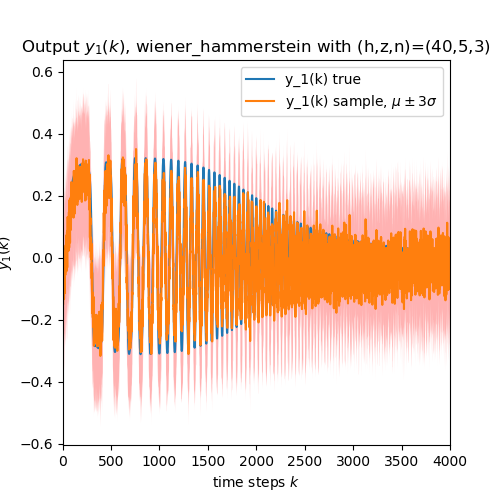 Output y₁(k), wiener_hammerstein with (h,z,n)=(40,5,3)
y_1(k) true
y_1(k) sample, μ ± 3σ
0.6
0.4
0.2
0.0
−0.2
−0.4
−0.6
y₁(k)
0 500 1000 1500 2000 2500 3000 3500 4000
time steps k